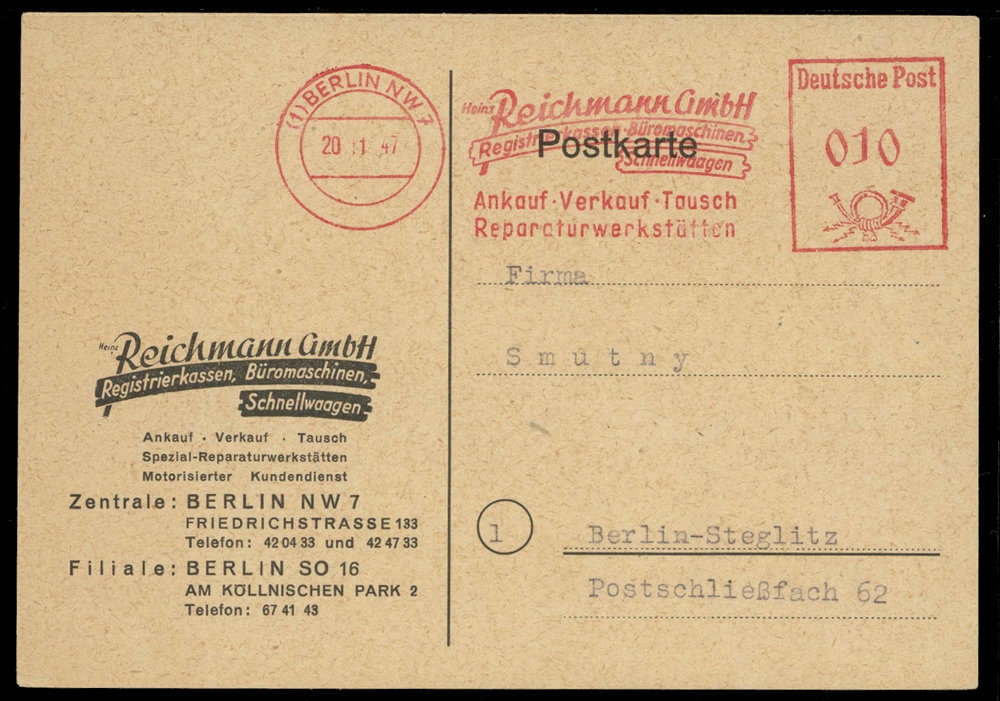 (1) BERLIN NW 7
20 11 47
Heinz Reichmann GmbH
Registrierkassen · Büromaschinen,
Schnellwaagen
Postkarte
Ankauf · Verkauf · Tausch
Reparaturwerkstätten
Deutsche Post
010
Firma
Smutny
1
Berlin-Steglitz
Postschließfach 62
Heinz Reichmann GmbH
Registrierkassen, Büromaschinen,
Schnellwaagen
Ankauf · Verkauf · Tausch
Spezial-Reparaturwerkstätten
Motorisierter Kundendienst
Zentrale: BERLIN NW 7
FRIEDRICHSTRASSE 133
Telefon: 42 04 33 und 42 47 33
Filiale: BERLIN SO 16
AM KÖLLNISCHEN PARK 2
Telefon: 67 41 43